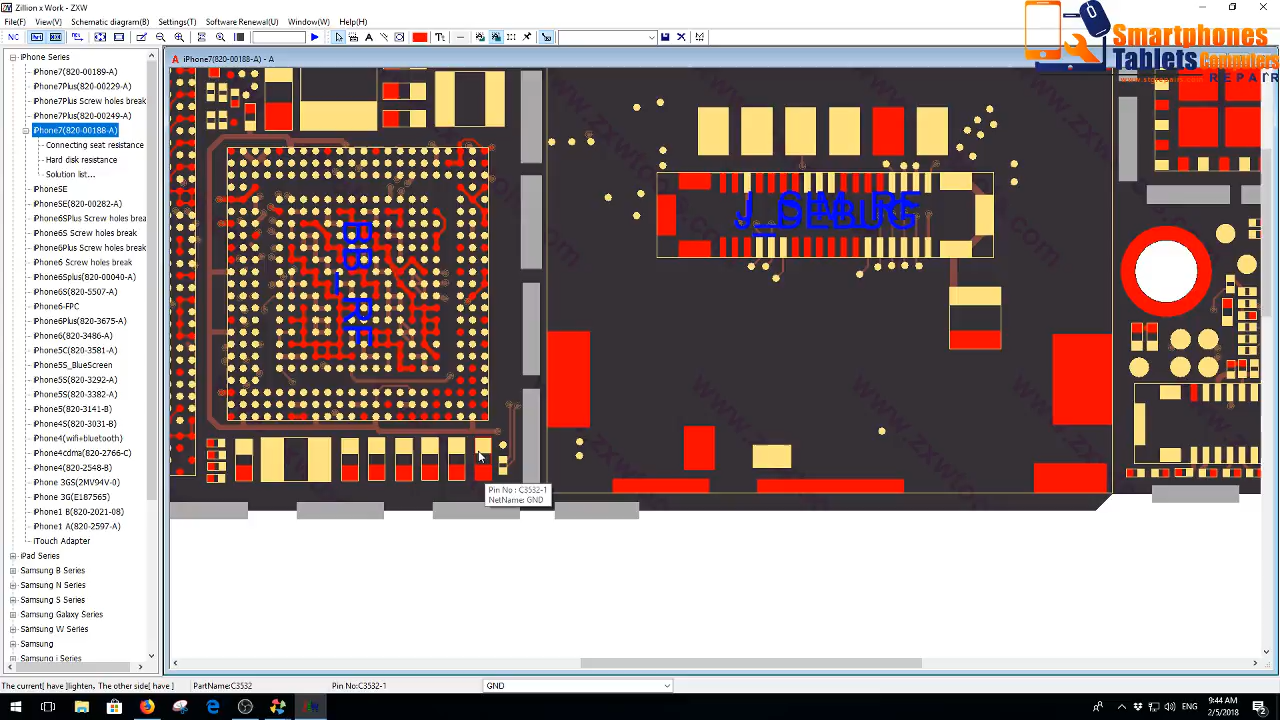 Zillion x Work - ZXW
File(F) View(V) Schematic diagram(B) Settings(T) Software Renewal(U) Window(W) Help(H)
NC
iPhone7(820-00188-A) - A
Smartphones
Tablets Computers
REPAIR
iPhone Series
iPhone7(820-00189-A)
iPhone7Plus(820-00229-A)
iPhone7Plus Screw holes break
iPhone7Plus(820-00249-A)
iPhone7(820-00188-A)
Connecting seat resistance
Hard disk resistance
Solution list...
iPhoneSE
iPhoneSE(820-00282-A)
iPhone6SPlus Screw holes break
iPhone6S Screw holes break
iPhone6Plus Screw holes break
iPhone6 Screw holes break
iPhone6Splus(820-00040-A)
iPhone6S(820-5507-A)
iPhone6-FPC
iPhone6Plus(820-3675-A)
iPhone6(820-3486-A)
iPhone5C(820-3581-A)
iPhone5S_BlueScreen
iPhone5S(820-3292-A)
iPhone5S(820-3382-A)
iPhone5(820-3141-B)
iPhone4S(820-3031-B)
iPhone4(wifi+bluetooth)
iPhone4cdma(820-2766-C)
iPhone4(820-2548-B)
iPhone 3GS(2MV94V-0)
iPhone 3G(E187565)
iPhone1 B(820-2021-08)
iPhone1 A(820-2597-A)
iTouch Adapter
iPad Series
Samsung B Series
Samsung N Series
Samsung S Series
Samsung Galaxy Series
Samsung W Series
Samsung
Samsung i Series
Pin No : C3532-1
NetName: GND
The current[ have ]lighten, The other side[ have ] PartName:C3532 Pin No:C3532-1 GND
ENG
9:44 AM
2/5/2018